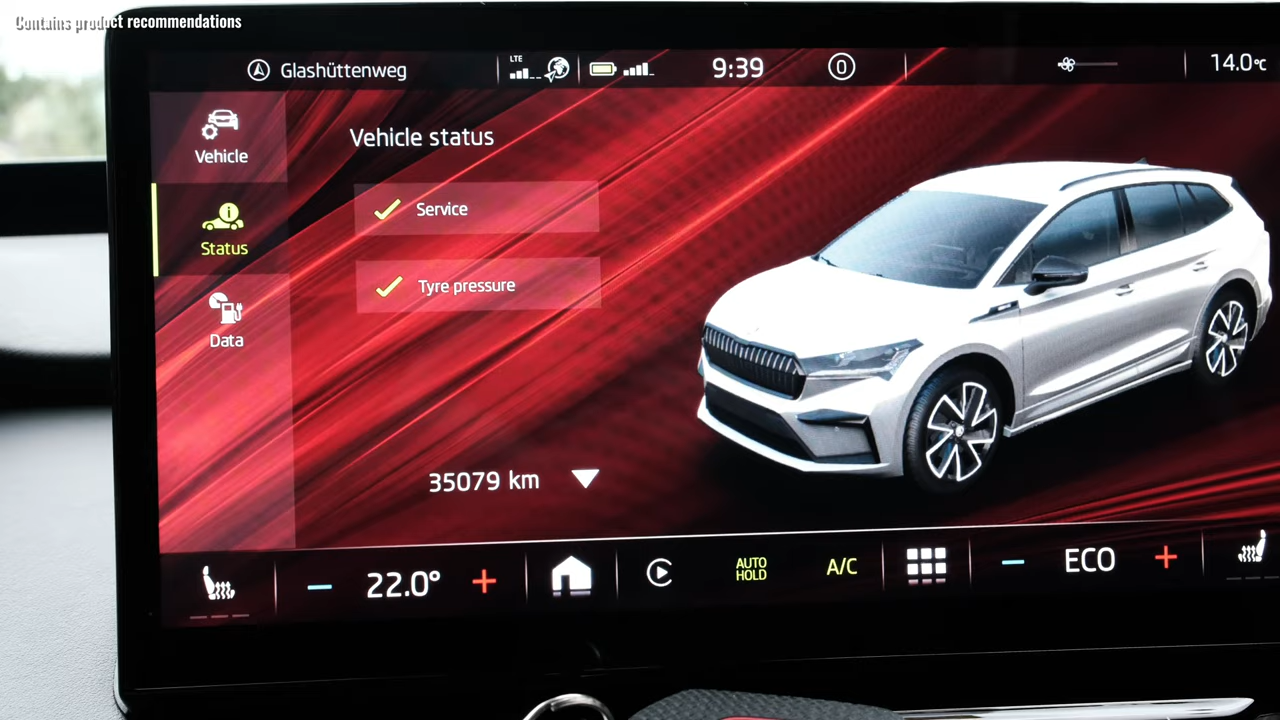 Contains product recommendations
Glashüttenweg
LTE
9:39
0
14.0°C
Vehicle
Vehicle status
Service
Status
Tyre pressure
Data
35079 km
22.0°
AUTO
HOLD
A/C
ECO